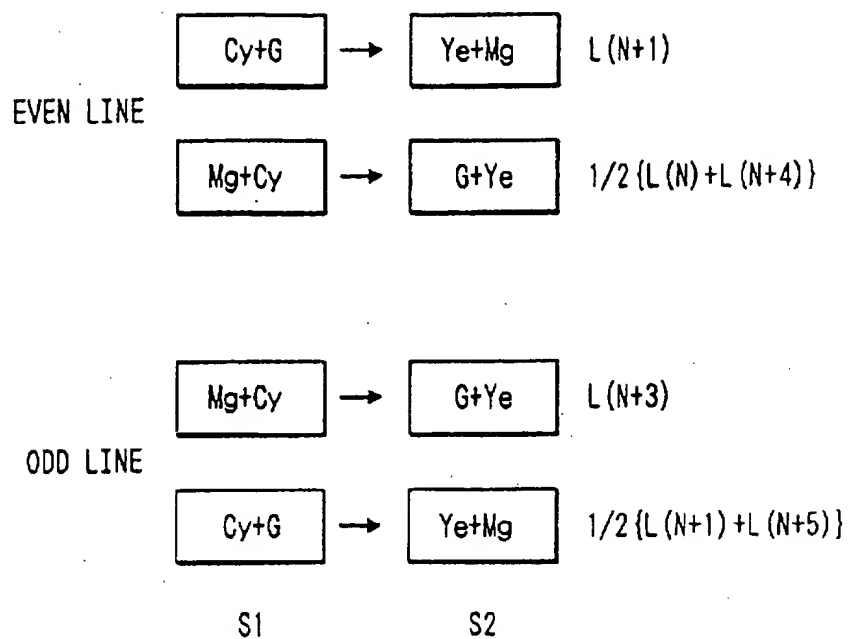 Cy+G → Ye+Mg L(N+1)
EVEN LINE
Mg+Cy → G+Ye 1/2{L(N)+L(N+4)}
Mg+Cy → G+Ye L(N+3)
ODD LINE
Cy+G → Ye+Mg 1/2{L(N+1)+L(N+5)}
S1 S2